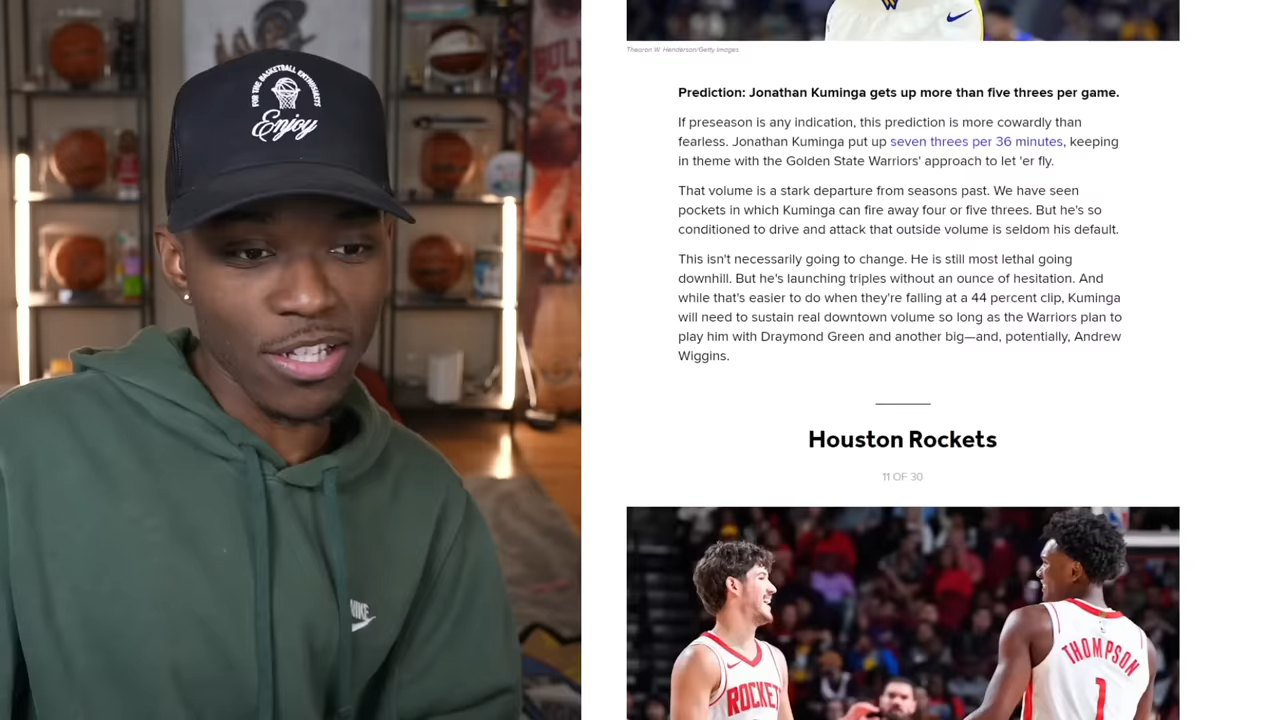 FOR THE BASKETBALL ENTHUSIASTS
Enjoy
NIKE
BULLS
23
W
Thearon W. Henderson/Getty Images
Prediction: Jonathan Kuminga gets up more than five threes per game.
If preseason is any indication, this prediction is more cowardly than
fearless. Jonathan Kuminga put up seven threes per 36 minutes, keeping
in theme with the Golden State Warriors' approach to let 'er fly.
That volume is a stark departure from seasons past. We have seen
pockets in which Kuminga can fire away four or five threes. But he's so
conditioned to drive and attack that outside volume is seldom his default.
This isn't necessarily going to change. He is still most lethal going
downhill. But he's launching triples without an ounce of hesitation. And
while that's easier to do when they're falling at a 44 percent clip, Kuminga
will need to sustain real downtown volume so long as the Warriors plan to
play him with Draymond Green and another big—and, potentially, Andrew
Wiggins.
Houston Rockets
11 OF 30
ROCKET
THOMPSON
1